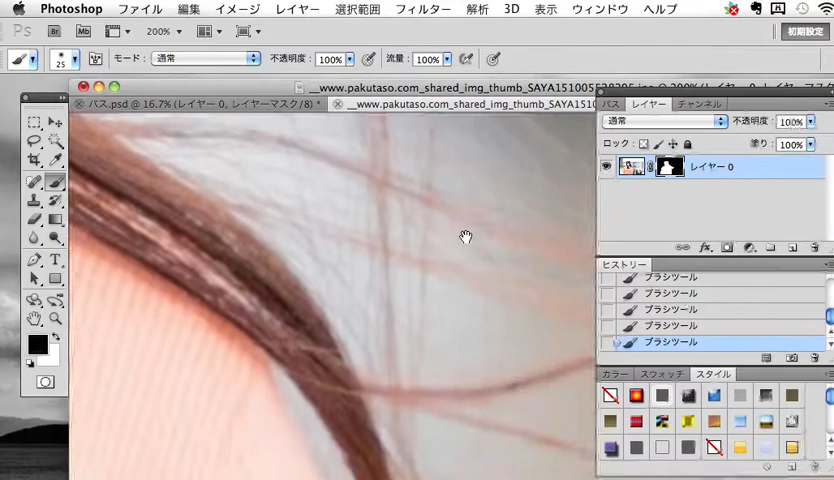 Photoshop ファイル 編集 イメージ レイヤー 選択範囲 フィルター 解析 3D 表示 ウィンドウ ヘルプ
Ps Br Mb 200% 初期設定
25 モード： 通常 不透明度： 100% 流量： 100%
パス.psd @ 16.7% (レイヤー 0, レイヤーマスク/8) *
__www.pakutaso.com_shared_img_thumb_SAYA151005
パス レイヤー チャンネル
通常 不透明度： 100%
ロック： 塗り： 100%
レイヤー 0
fx
ヒストリー
ブラシツール
ブラシツール
ブラシツール
ブラシツール
ブラシツール
カラー スウォッチ スタイル